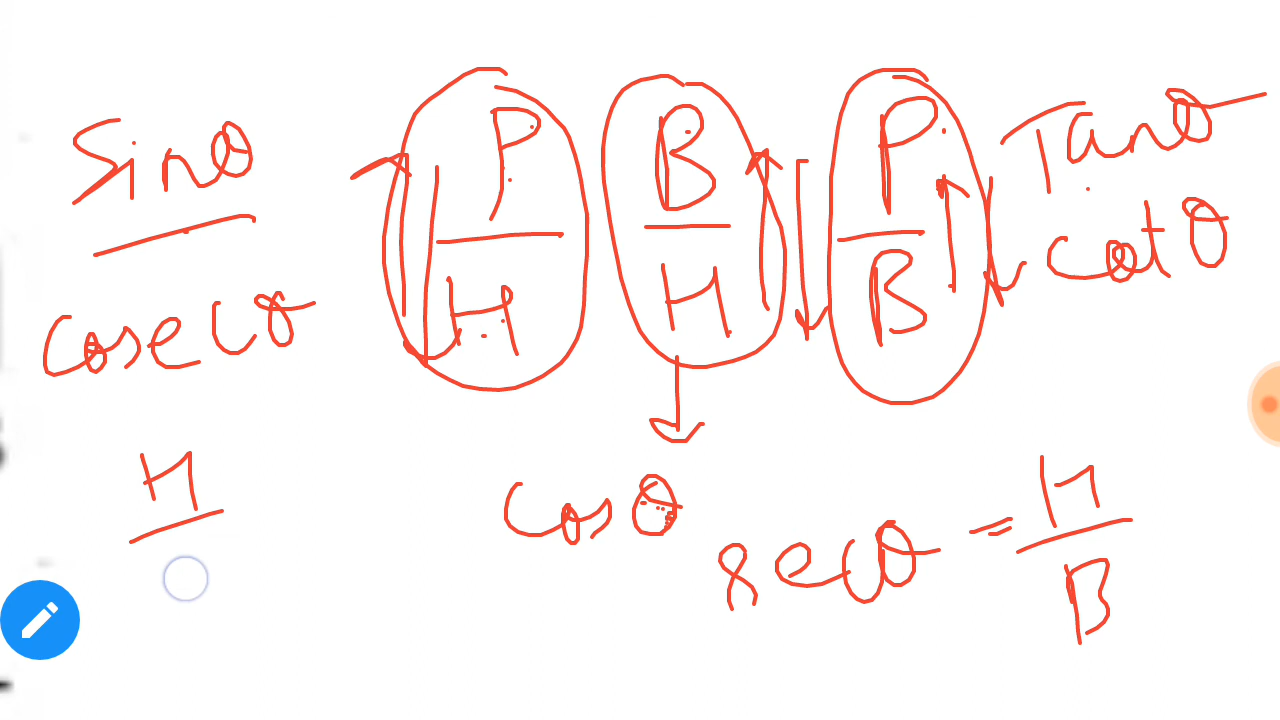 Sinθ P/H B/H P/B Tanθ
cosecθ cotθ
H
cosθ
secθ = H/B